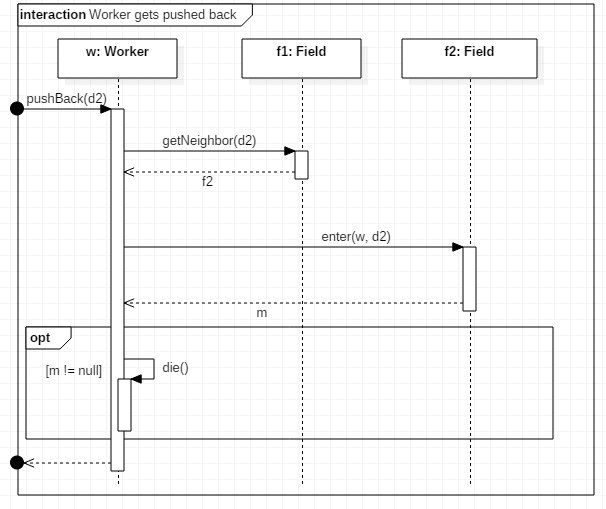 interaction Worker gets pushed back
w: Worker
f1: Field
f2: Field
pushBack(d2)
getNeighbor(d2)
f2
enter(w, d2)
m
opt
[m != null]
die()